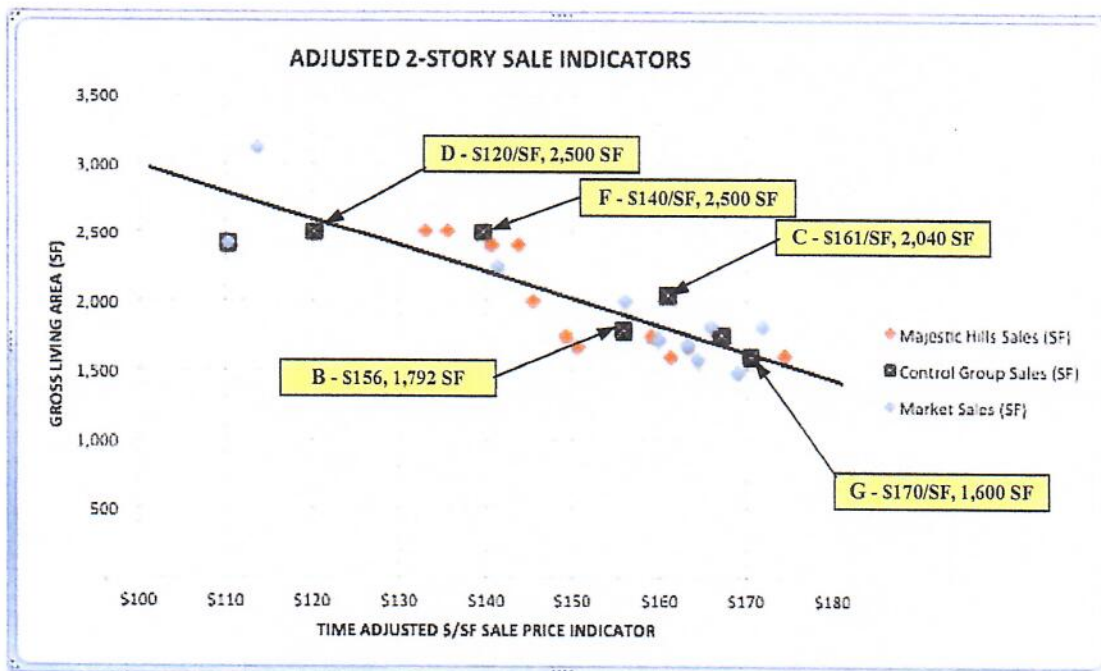 ADJUSTED 2-STORY SALE INDICATORS
3,500
3,000
2,500
2,000
1,500
1,000
500
GROSS LIVING AREA (SF)
D - $120/SF, 2,500 SF
F - $140/SF, 2,500 SF
C - $161/SF, 2,040 SF
B - $156, 1,792 SF
G - $170/SF, 1,600 SF
Majestic Hills Sales (SF)
Control Group Sales (SF)
Market Sales (SF)
$100 $110 $120 $130 $140 $150 $160 $170 $180
TIME ADJUSTED $/SF SALE PRICE INDICATOR